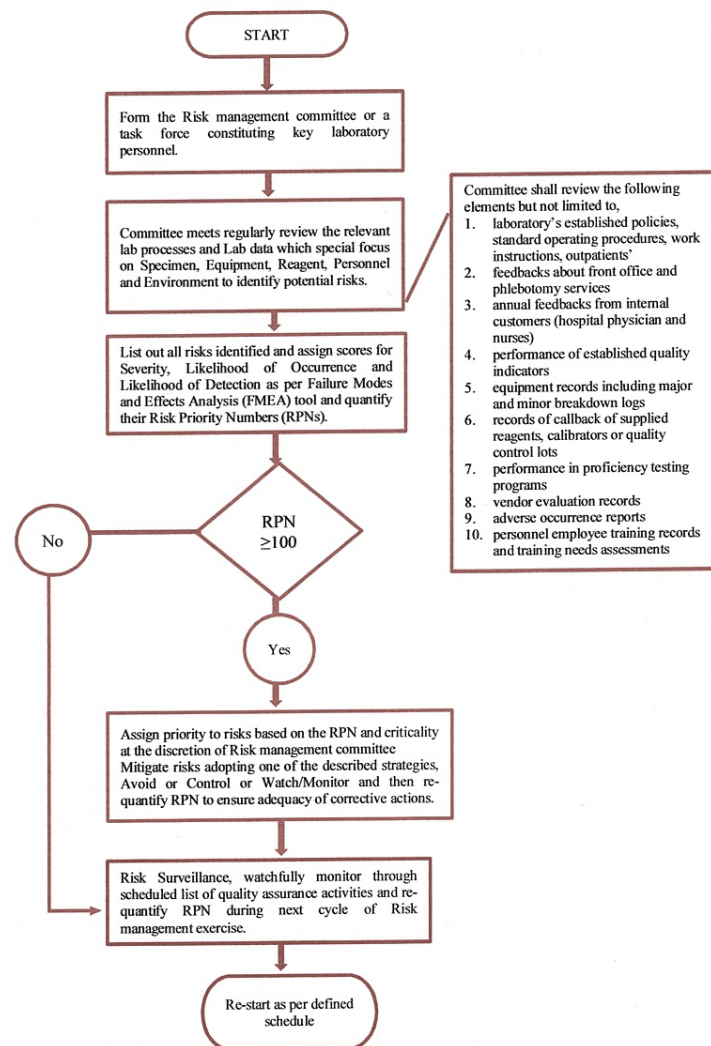 START
Form the Risk management committee or a
task force constituting key laboratory
personnel.
Committee meets regularly review the relevant
lab processes and Lab data which special focus
on Specimen, Equipment, Reagent, Personnel
and Environment to identify potential risks.
Committee shall review the following
elements but not limited to,
1. laboratory's established policies,
standard operating procedures, work
instructions, outpatients'
2. feedbacks about front office and
phlebotomy services
3. annual feedbacks from internal
customers (hospital physician and
nurses)
4. performance of established quality
indicators
5. equipment records including major
and minor breakdown logs
6. records of callback of supplied
reagents, calibrators or quality
control lots
7. performance in proficiency testing
programs
8. vendor evaluation records
9. adverse occurrence reports
10. personnel employee training records
and training needs assessments
List out all risks identified and assign scores for
Severity, Likelihood of Occurrence and
Likelihood of Detection as per Failure Modes
and Effects Analysis (FMEA) tool and quantify
their Risk Priority Numbers (RPNs).
RPN
≥100
No
Yes
Assign priority to risks based on the RPN and criticality
at the discretion of Risk management committee
Mitigate risks adopting one of the described strategies,
Avoid or Control or Watch/Monitor and then re-
quantify RPN to ensure adequacy of corrective actions.
Risk Surveillance, watchfully monitor through
scheduled list of quality assurance activities and re-
quantify RPN during next cycle of Risk
management exercise.
Re-start as per defined
schedule